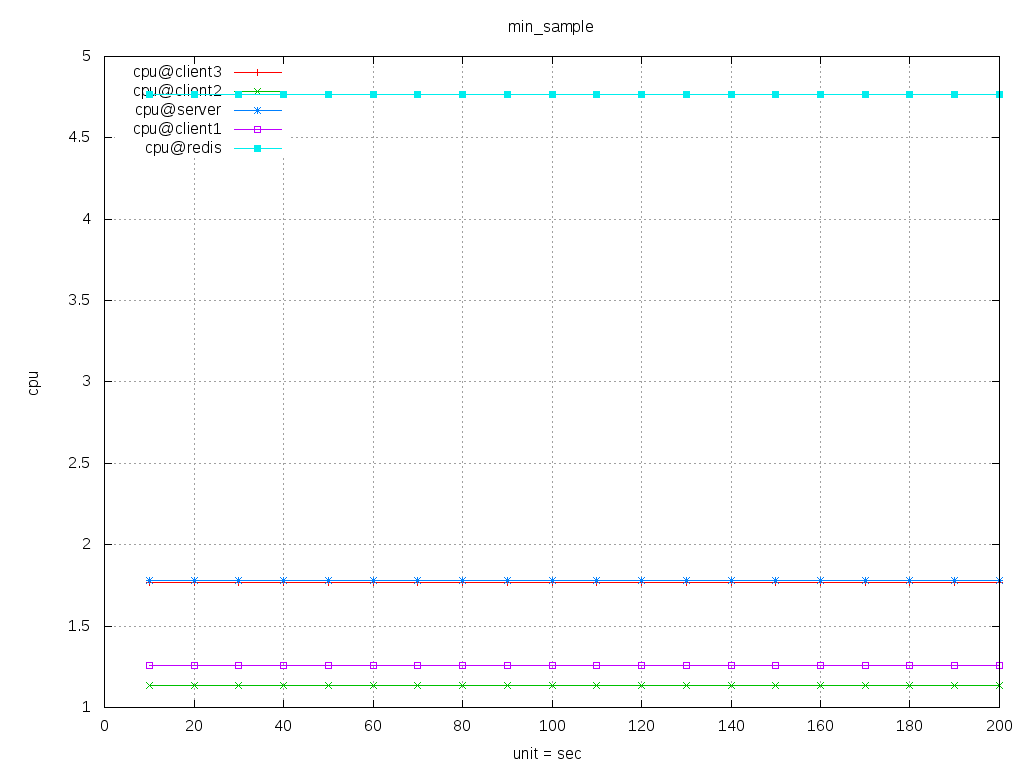 min_sample
5
4.5
4
3.5
3
2.5
2
1.5
1
cpu
cpu@client3
cpu@client2
cpu@server
cpu@client1
cpu@redis
0 20 40 60 80 100 120 140 160 180 200
unit = sec